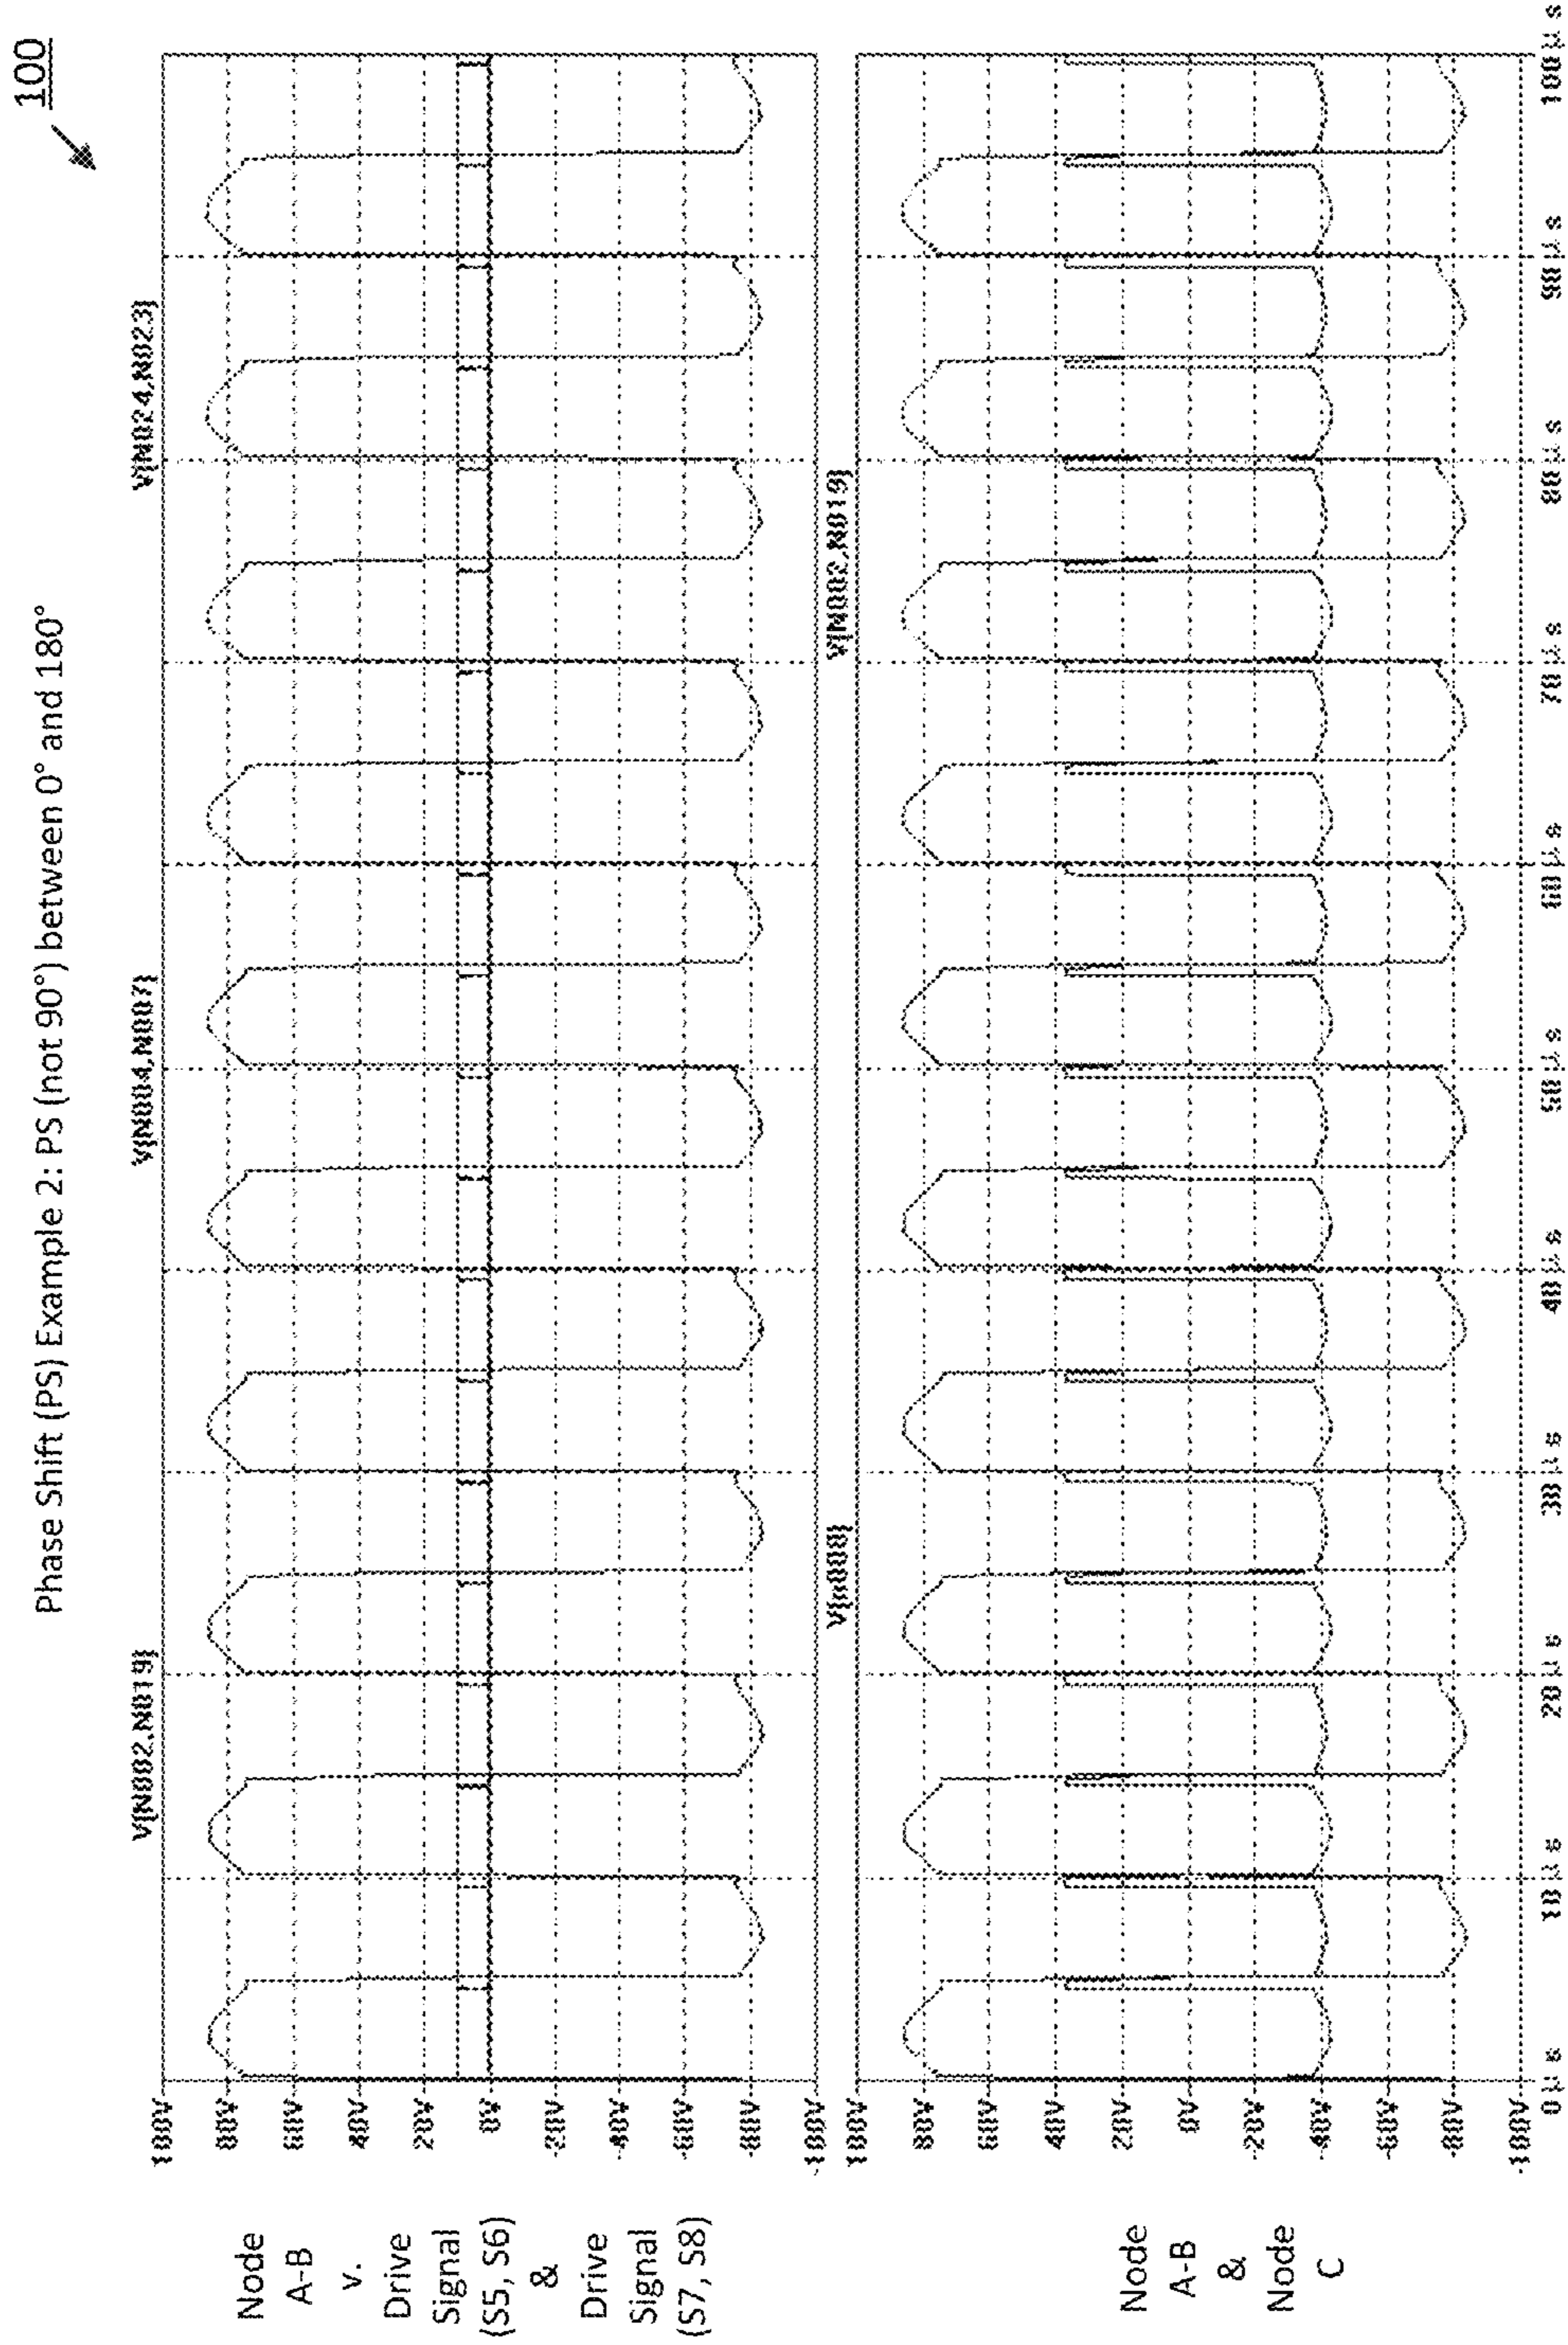 100
Phase Shift (PS) Example 2: PS (not 90°) between 0° and 180°
Node
A-B
v.
Drive
Signal
(S5, S6)
&
Drive
Signal
(S7, S8)
V[N002,N019]
V[N004,N007]
V[N024,N023]
100V
80V
60V
40V
20V
0V
-20V
-40V
-60V
-80V
-100V
Node
A-B
&
Node
C
V[n008]
V[N002,N019]
100V
80V
60V
40V
20V
0V
-20V
-40V
-60V
-80V
-100V
0µs
10µs
20µs
30µs
40µs
50µs
60µs
70µs
80µs
90µs
100µs